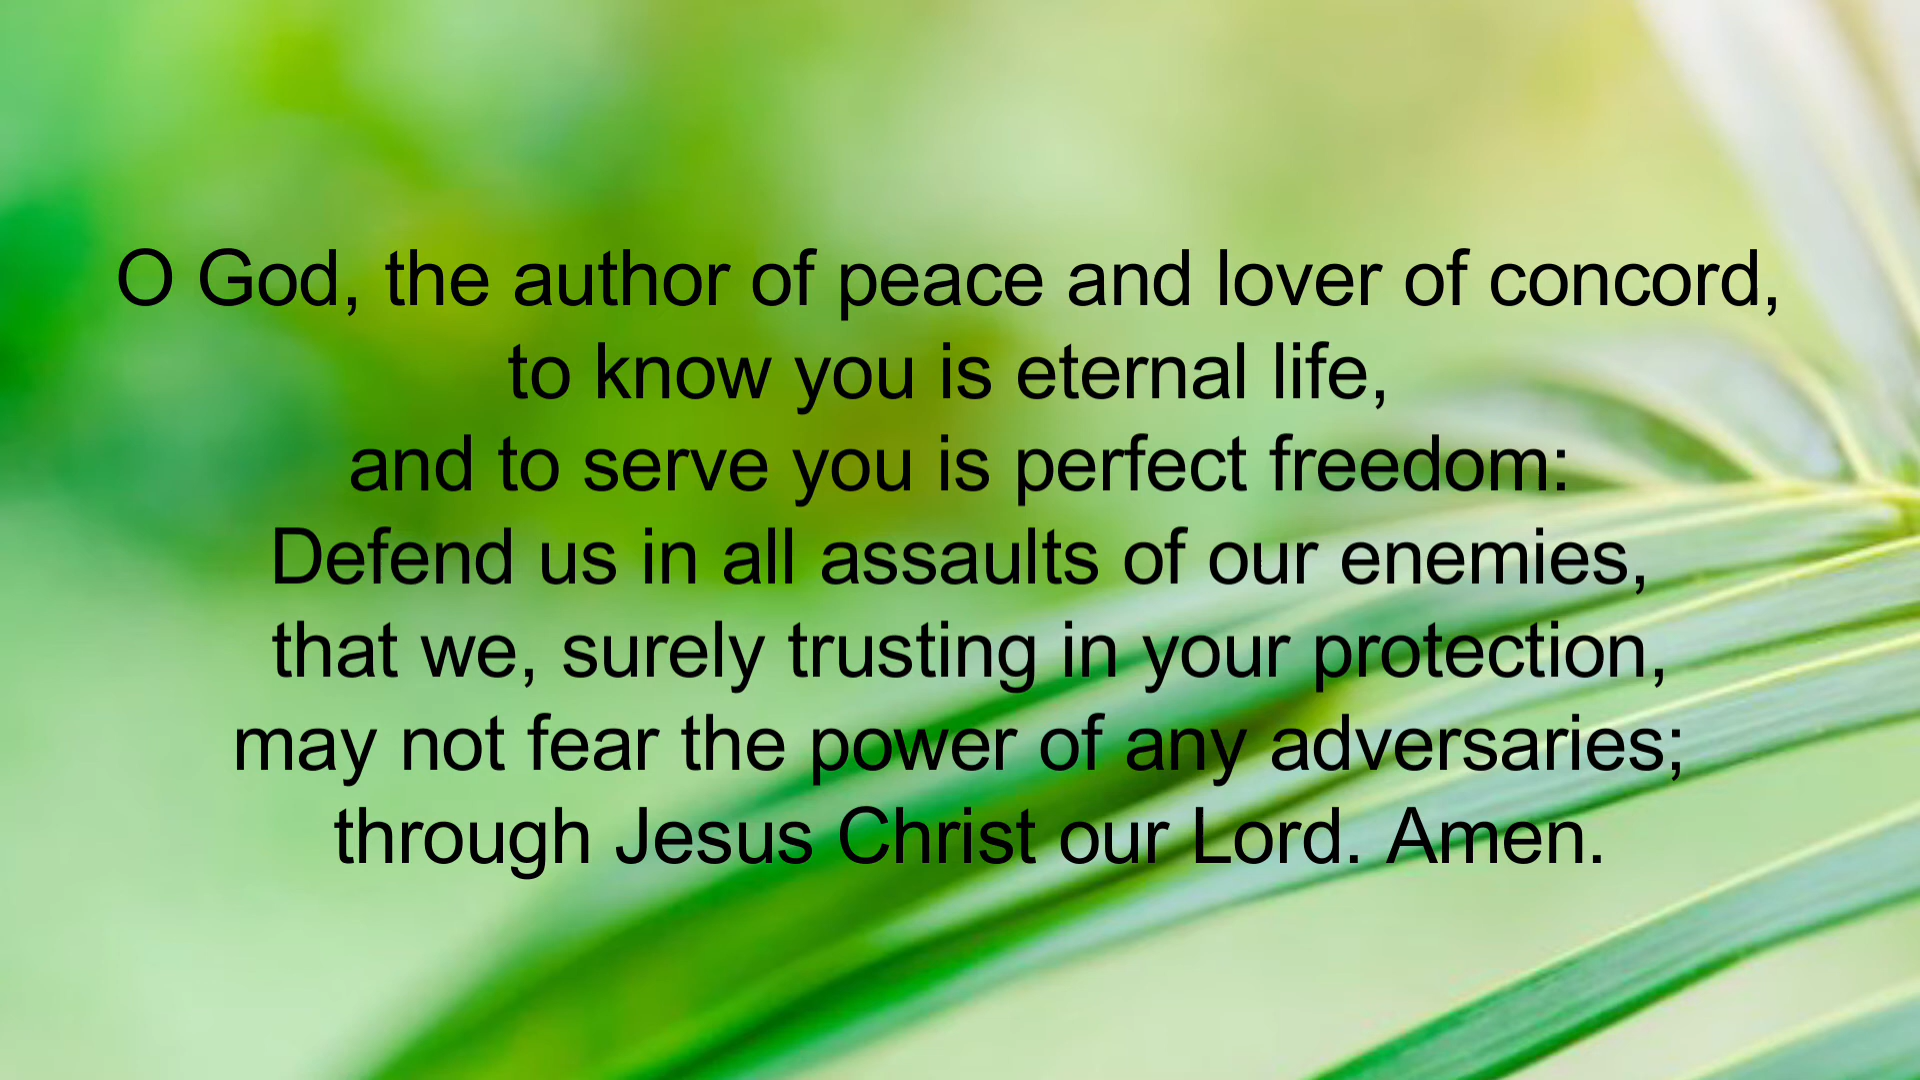 O God, the author of peace and lover of concord,
to know you is eternal life,
and to serve you is perfect freedom:
Defend us in all assaults of our enemies,
that we, surely trusting in your protection,
may not fear the power of any adversaries;
through Jesus Christ our Lord. Amen.